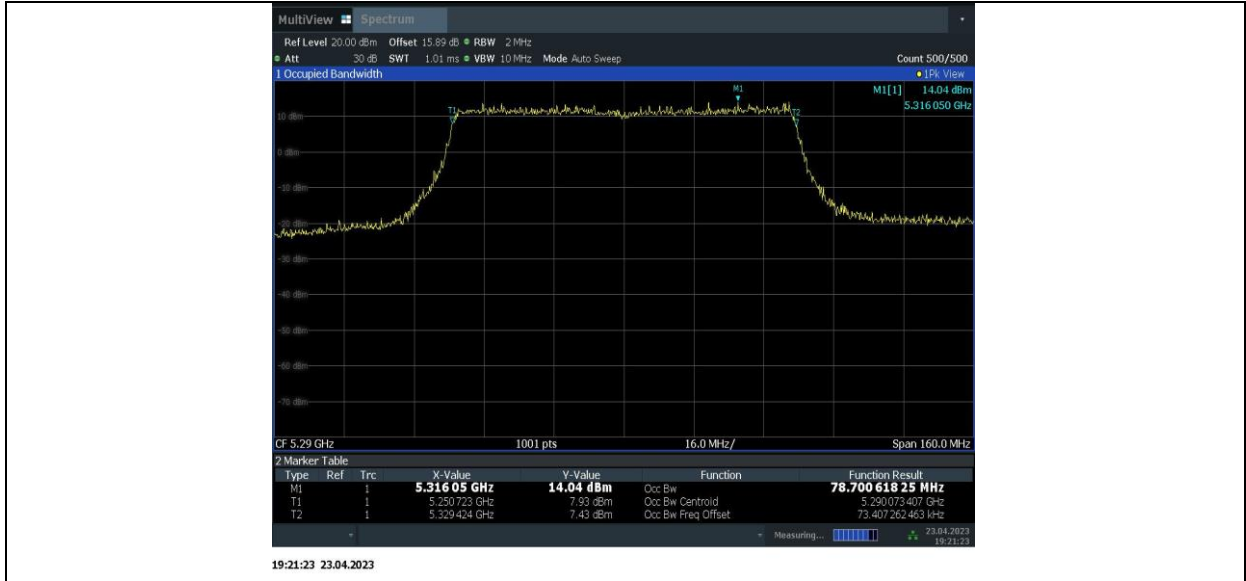 MultiView Spectrum
Ref Level 20.00 dBm Offset 15.89 dB RBW 2 MHz
Att 30 dB SWT 1.01 ms VBW 10 MHz Mode Auto Sweep Count 500/500
1 Occupied Bandwidth 1Pk View
M1 M1[1] 14.04 dBm
5.316 050 GHz
T1 T2
10 dBm
0 dBm
-10 dBm
-20 dBm
-30 dBm
-40 dBm
-50 dBm
-60 dBm
-70 dBm
CF 5.29 GHz 1001 pts 16.0 MHz/ Span 160.0 MHz
2 Marker Table
Type Ref Trc X-Value Y-Value Function Function Result
M1 1 5.316 05 GHz 14.04 dBm Occ Bw 78.700 618 25 MHz
T1 1 5.250 723 GHz 7.93 dBm Occ Bw Centroid 5.290 073 407 GHz
T2 1 5.329 424 GHz 7.43 dBm Occ Bw Freq Offset 73.407 262 463 kHz
Measuring... 23.04.2023
19:21:23
19:21:23 23.04.2023